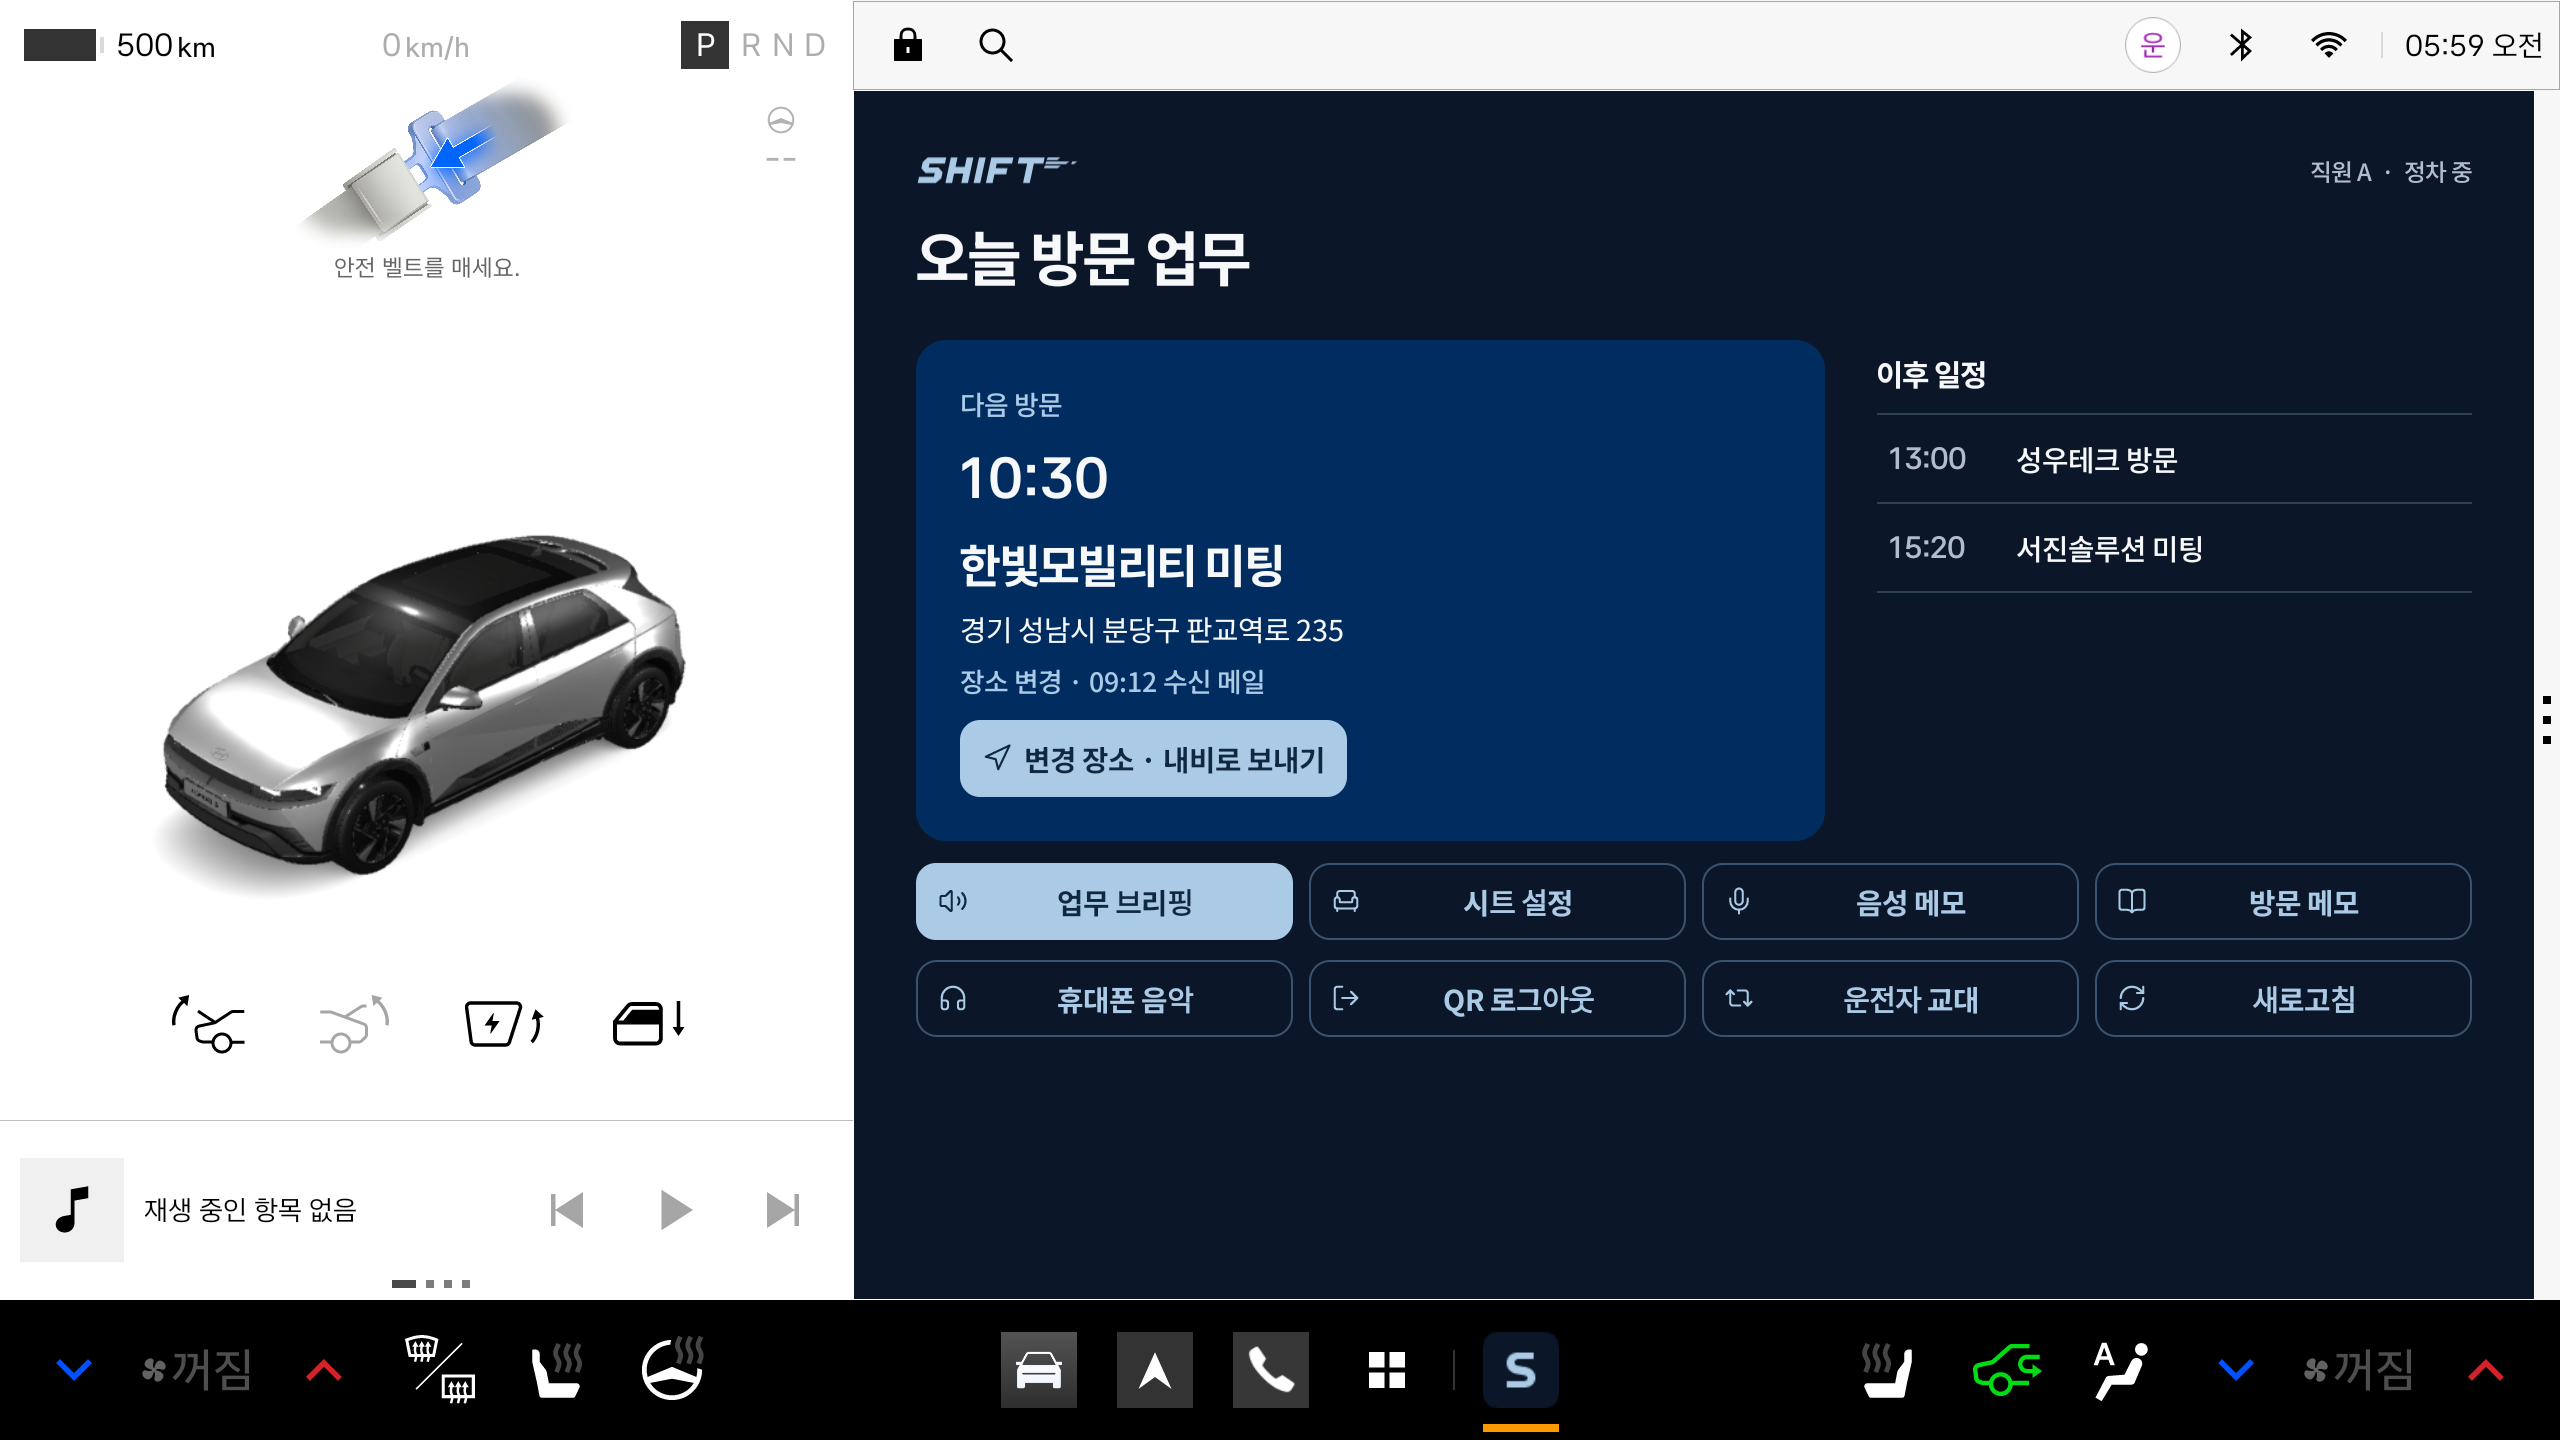 500 km
0 km/h
P R N D
안전 벨트를 매세요.
재생 중인 항목 없음
운
05:59 오전
SHIFT
직원 A · 정차 중
오늘 방문 업무
다음 방문
10:30
한빛모빌리티 미팅
경기 성남시 분당구 판교역로 235
장소 변경 · 09:12 수신 메일
변경 장소 · 내비로 보내기
이후 일정
13:00 성우테크 방문
15:20 서진솔루션 미팅
업무 브리핑
시트 설정
음성 메모
방문 메모
휴대폰 음악
QR 로그아웃
운전자 교대
새로고침
꺼짐
S
A
꺼짐